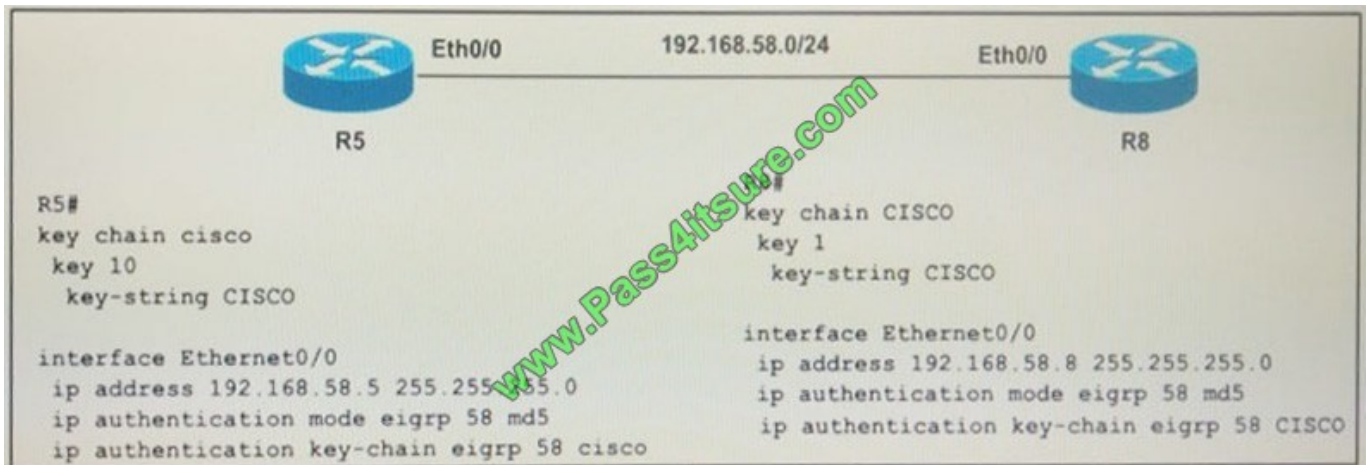 Eth0/0
192.168.58.0/24
Eth0/0
R5
R8
R5#
key chain cisco
key 10
key-string CISCO
interface Ethernet0/0
ip address 192.168.58.5 255.255.255.0
ip authentication mode eigrp 58 md5
ip authentication key-chain eigrp 58 cisco
key chain CISCO
key 1
key-string CISCO
interface Ethernet0/0
ip address 192.168.58.8 255.255.255.0
ip authentication mode eigrp 58 md5
ip authentication key-chain eigrp 58 CISCO
www.Pass4itsure.com